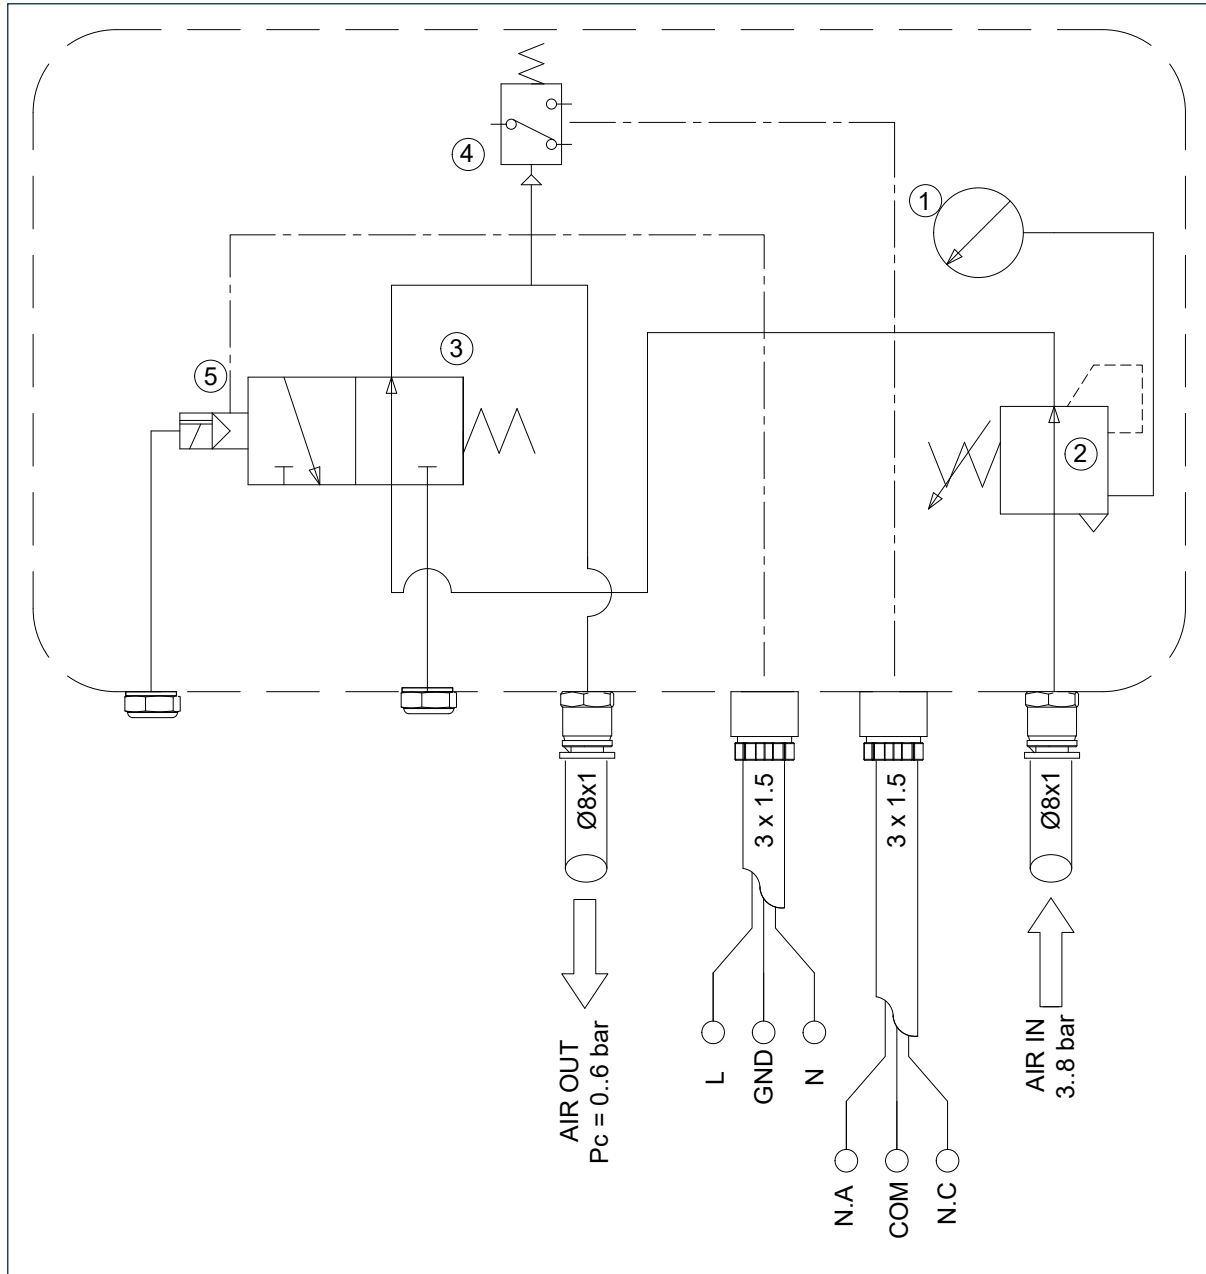 4
1
3
5
2
Ø8x1
3 x 1.5
3 x 1.5
Ø8x1
AIR OUT
Pc = 0..6 bar
L
GND
N
AIR IN
3..8 bar
N.A
COM
N.C